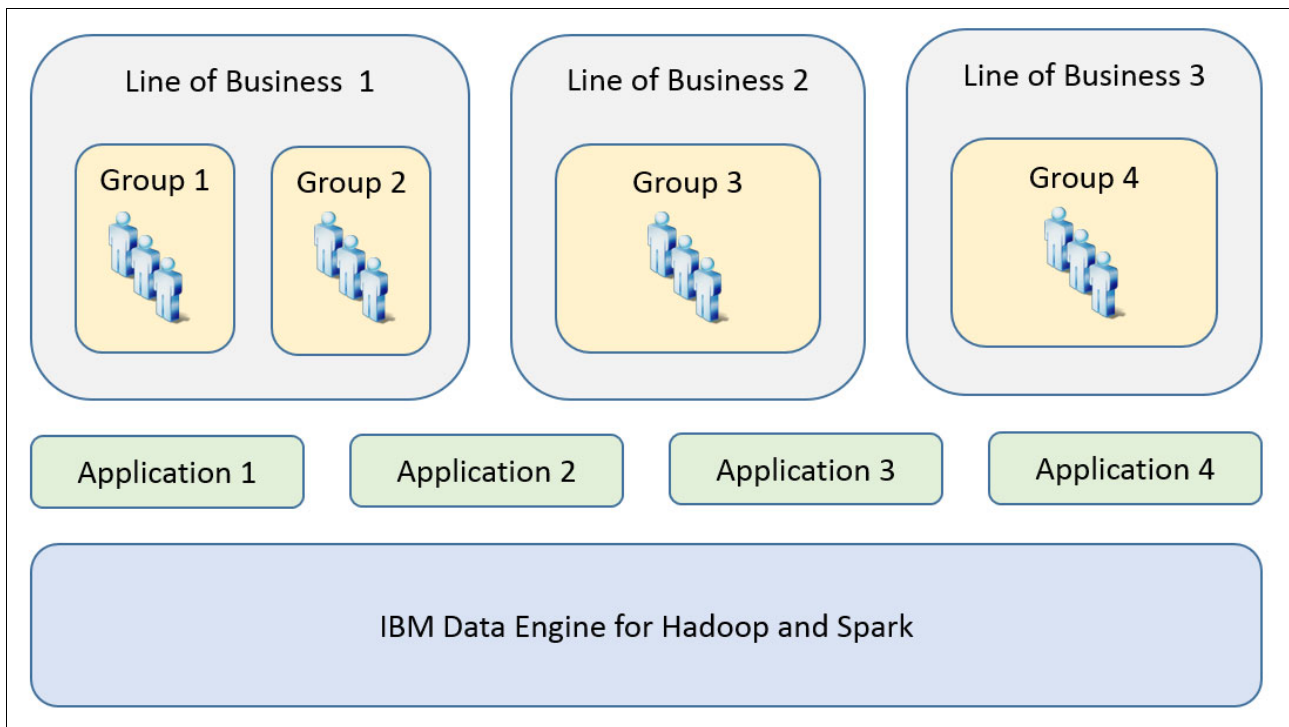 Line of Business 1
Line of Business 2
Line of Business 3
Group 1
Group 2
Group 3
Group 4
Application 1
Application 2
Application 3
Application 4
IBM Data Engine for Hadoop and Spark